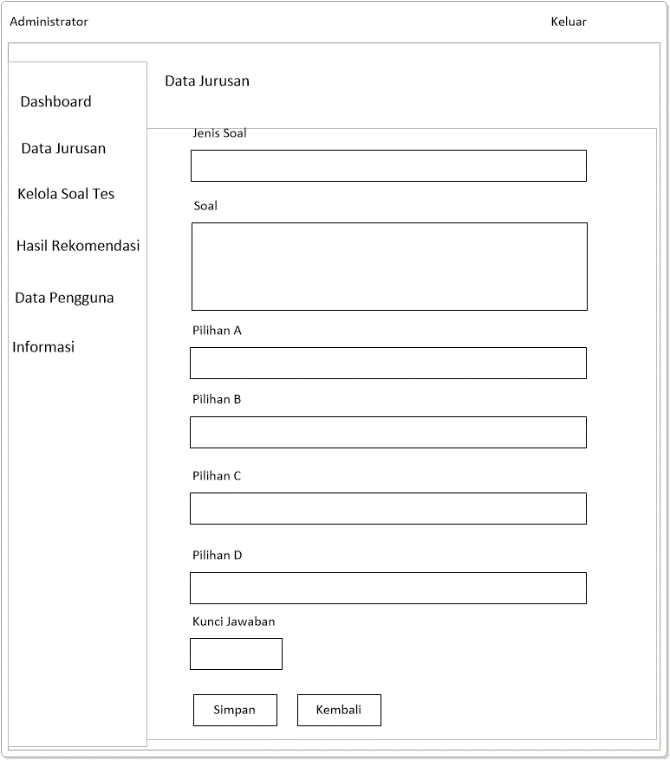 Administrator
Keluar
Dashboard
Data Jurusan
Kelola Soal Tes
Hasil Rekomendasi
Data Pengguna
Informasi
Data Jurusan
Jenis Soal
Soal
Pilihan A
Pilihan B
Pilihan C
Pilihan D
Kunci Jawaban
Simpan
Kembali